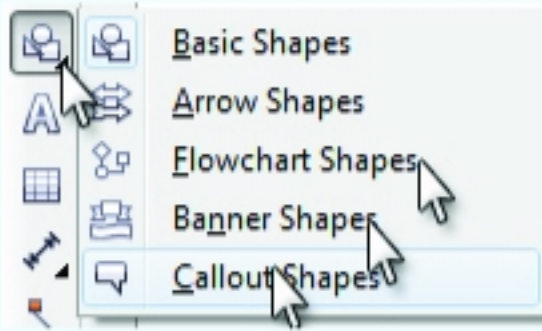 Basic Shapes
Arrow Shapes
Flowchart Shapes
Banner Shapes
Callout Shapes